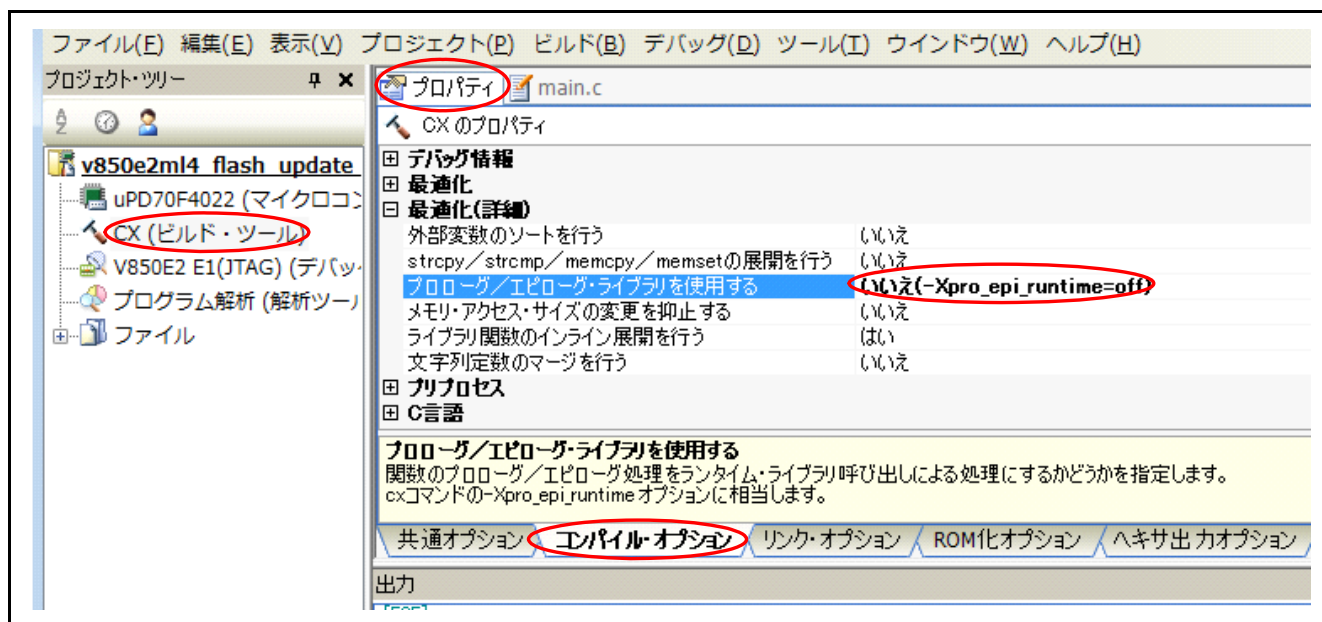 ファイル(F) 編集(E) 表示(V) プロジェクト(P) ビルド(B) デバッグ(D) ツール(T) ウインドウ(W) ヘルプ(H)
プロジェクト・ツリー
プロパティ main.c
CX のプロパティ
v850e2ml4_flash_update_
uPD70F4022 (マイクロコン
CX (ビルド・ツール)
V850E2 E1(JTAG) (デバッ
プログラム解析 (解析ツール
ファイル
デバッグ情報
最適化
最適化(詳細)
外部変数のソートを行う いいえ
strcpy/strcmp/memcpy/memsetの展開を行う いいえ
プロローグ/エピローグ・ライブラリを使用する いいえ(-Xpro_epi_runtime=off)
メモリ・アクセス・サイズの変更を抑止する いいえ
ライブラリ関数のインライン展開を行う はい
文字列定数のマージを行う いいえ
プリプロセス
C言語
プロローグ/エピローグ・ライブラリを使用する
関数のプロローグ/エピローグ処理をランタイム・ライブラリ呼び出しによる処理にするかどうかを指定します。
cxコマンドの-Xpro_epi_runtimeオプションに相当します。
共通オプション コンパイル・オプション リンク・オプション ROM化オプション ヘキサ出力オプション
出力